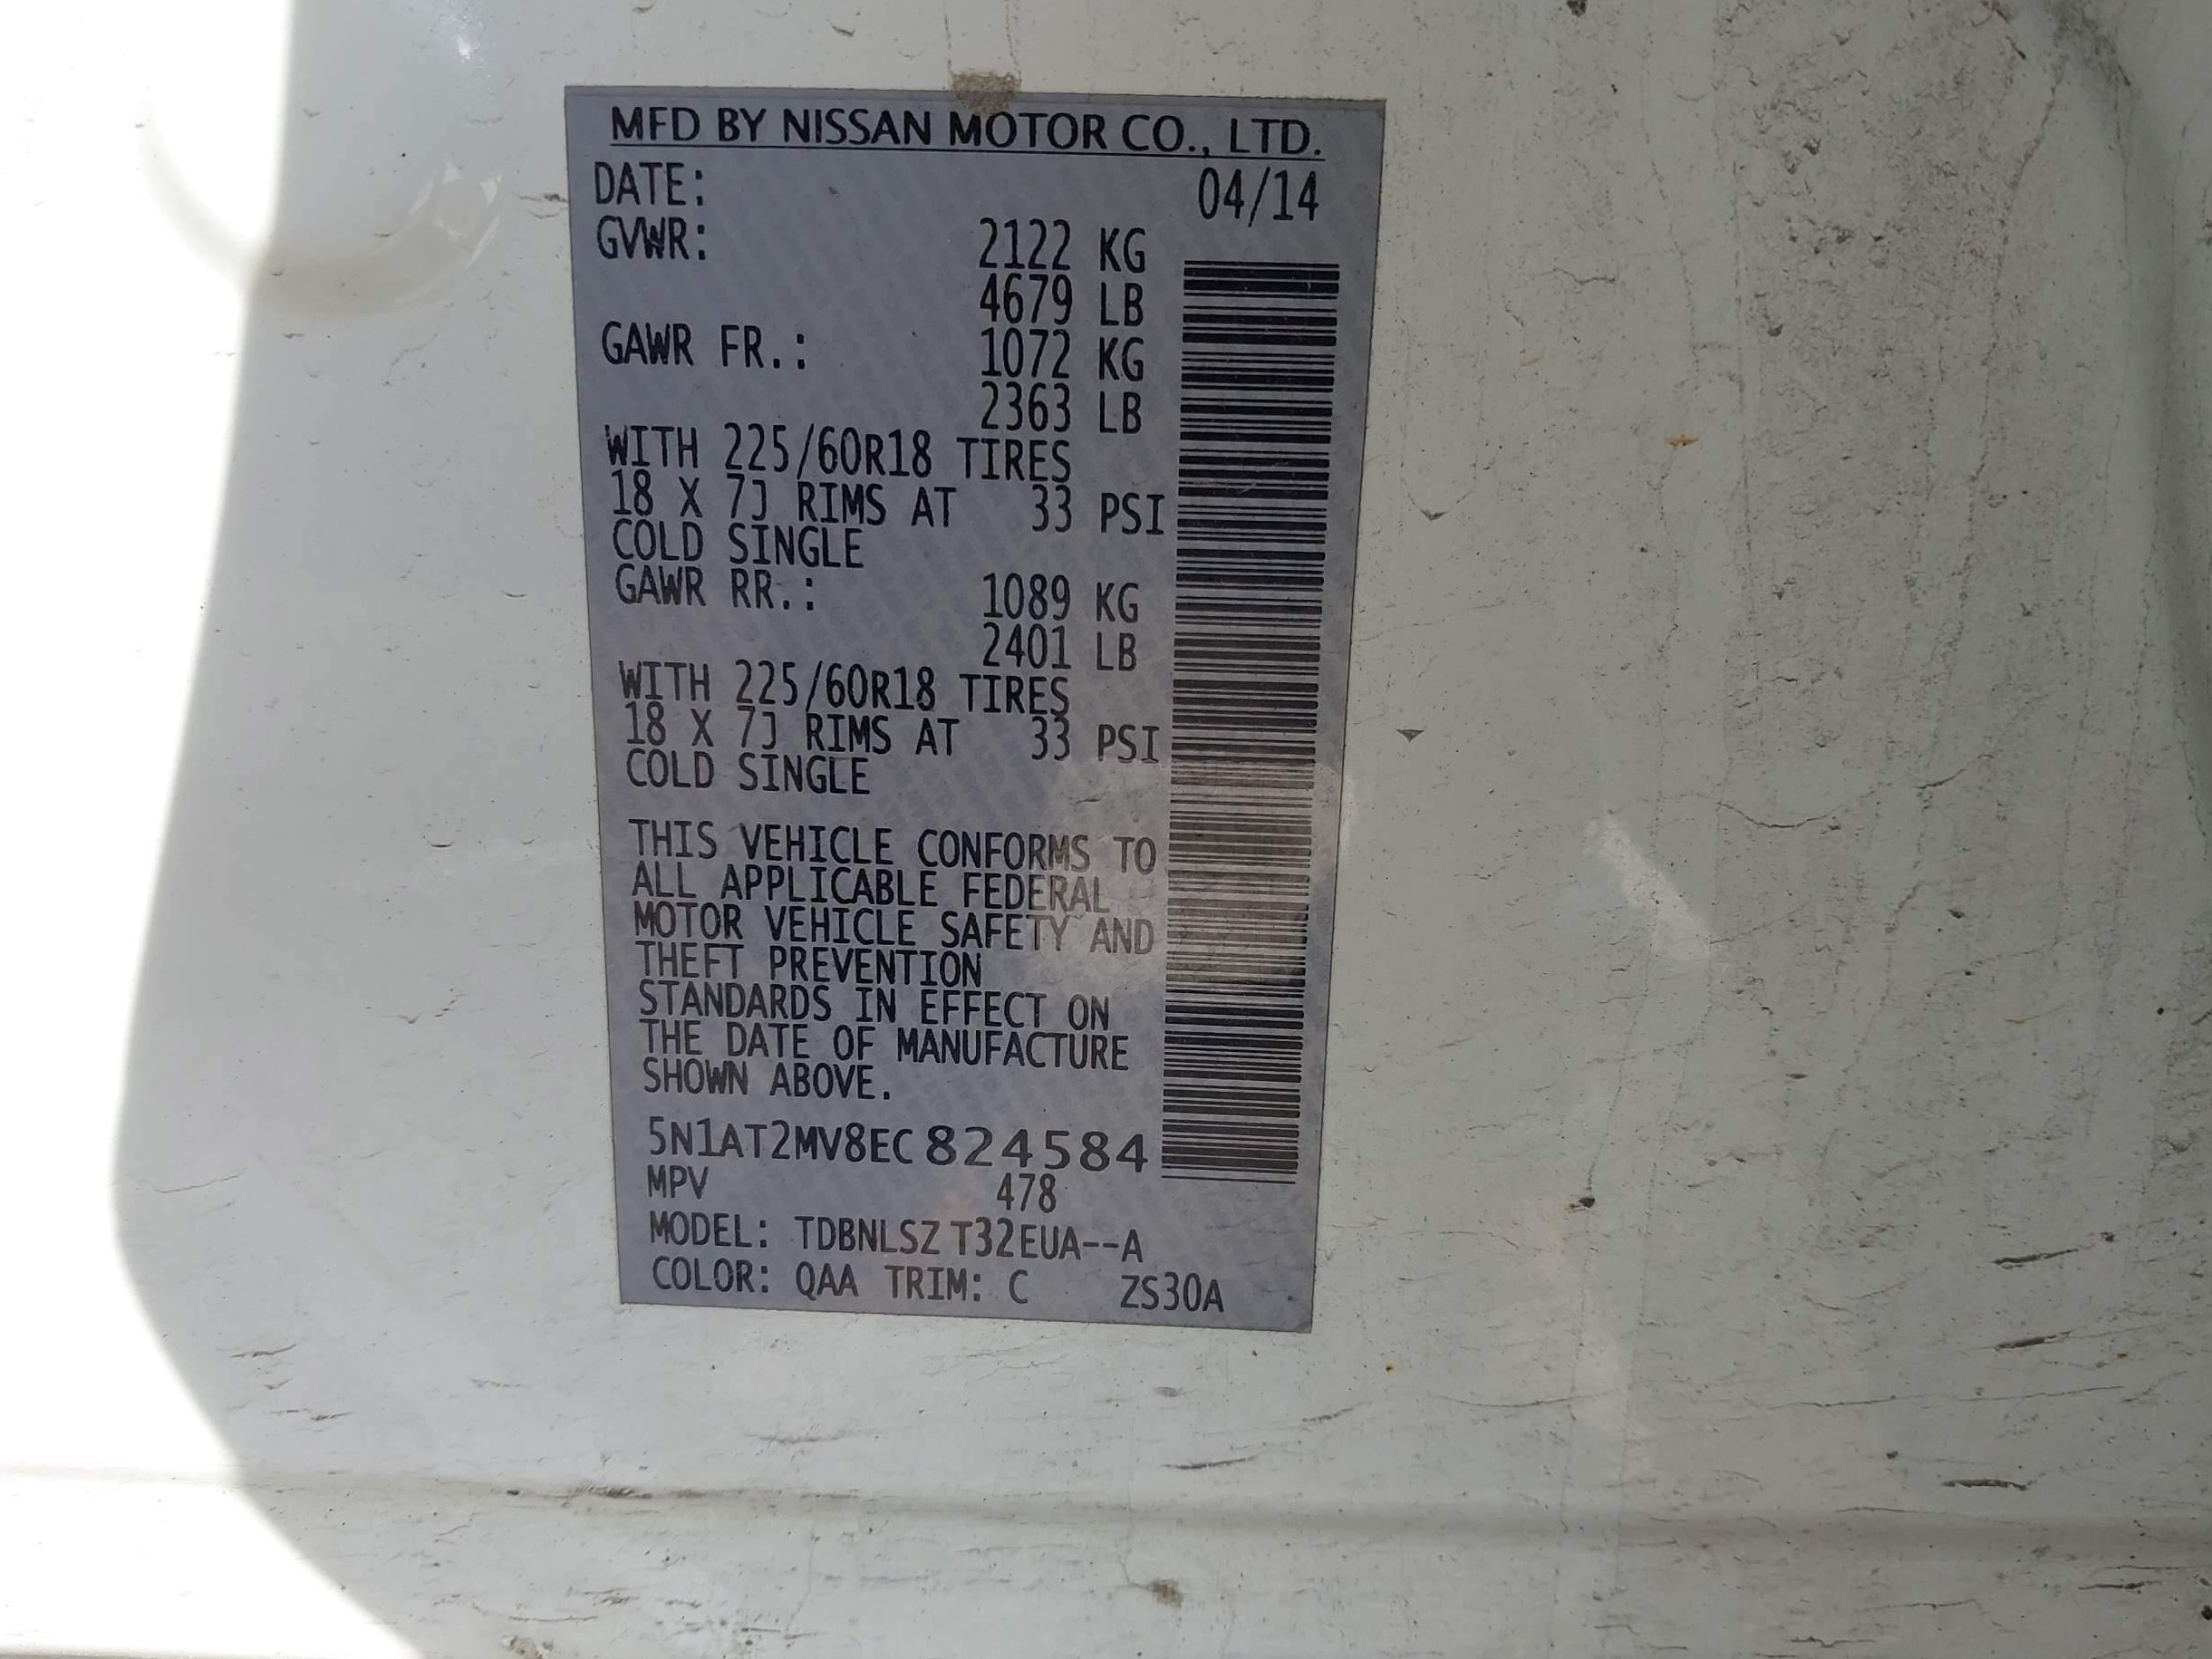 MFD BY NISSAN MOTOR CO., LTD.
DATE: 04/14
GVWR: 2122 KG
4679 LB
GAWR FR.: 1072 KG
2363 LB
WITH 225/60R18 TIRES
18 X 7J RIMS AT 33 PSI
COLD SINGLE
GAWR RR.: 1089 KG
2401 LB
WITH 225/60R18 TIRES
18 X 7J RIMS AT 33 PSI
COLD SINGLE
THIS VEHICLE CONFORMS TO
ALL APPLICABLE FEDERAL
MOTOR VEHICLE SAFETY AND
THEFT PREVENTION
STANDARDS IN EFFECT ON
THE DATE OF MANUFACTURE
SHOWN ABOVE.
5N1AT2MV8EC824584
MPV 478
MODEL: TDBNLSZ T32EUA--A
COLOR: QAA TRIM: C ZS30A